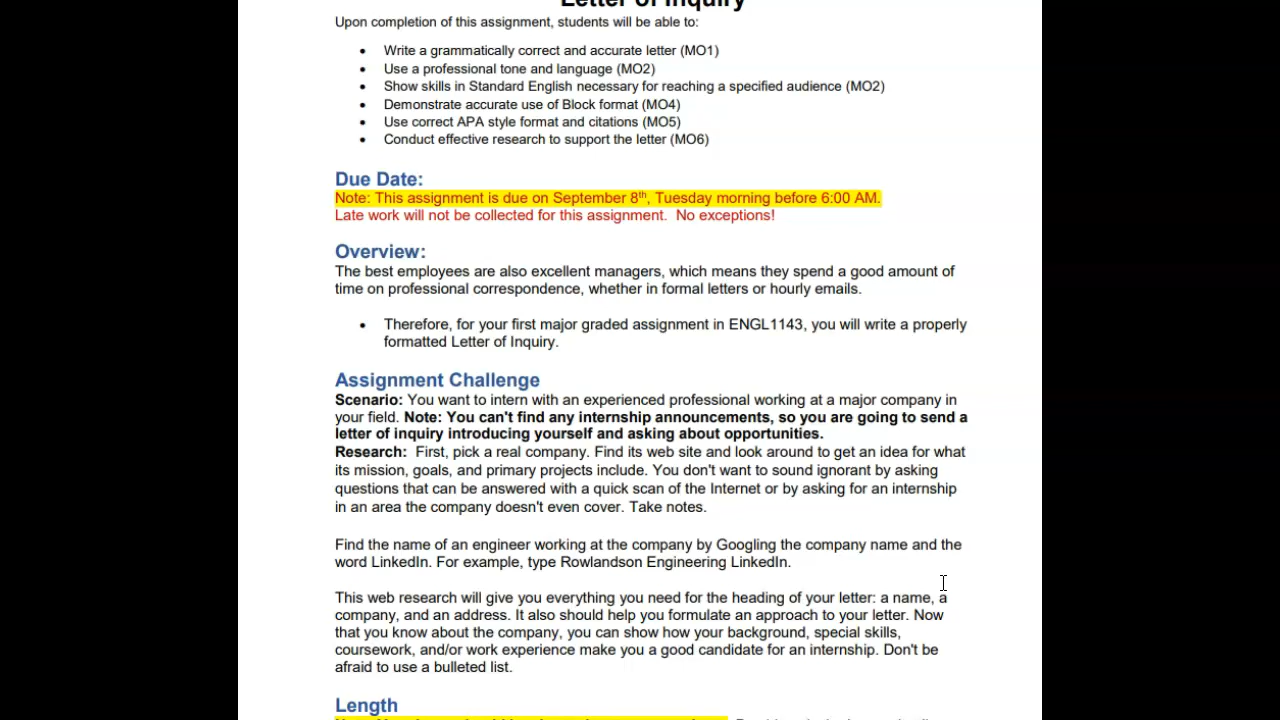 Letter of Inquiry
Upon completion of this assignment, students will be able to:
• Write a grammatically correct and accurate letter (MO1)
• Use a professional tone and language (MO2)
• Show skills in Standard English necessary for reaching a specified audience (MO2)
• Demonstrate accurate use of Block format (MO4)
• Use correct APA style format and citations (MO5)
• Conduct effective research to support the letter (MO6)
Due Date:
Note: This assignment is due on September 8th, Tuesday morning before 6:00 AM.
Late work will not be collected for this assignment. No exceptions!
Overview:
The best employees are also excellent managers, which means they spend a good amount of
time on professional correspondence, whether in formal letters or hourly emails.
• Therefore, for your first major graded assignment in ENGL1143, you will write a properly
formatted Letter of Inquiry.
Assignment Challenge
Scenario: You want to intern with an experienced professional working at a major company in
your field. Note: You can't find any internship announcements, so you are going to send a
letter of inquiry introducing yourself and asking about opportunities.
Research: First, pick a real company. Find its web site and look around to get an idea for what
its mission, goals, and primary projects include. You don't want to sound ignorant by asking
questions that can be answered with a quick scan of the Internet or by asking for an internship
in an area the company doesn't even cover. Take notes.
Find the name of an engineer working at the company by Googling the company name and the
word LinkedIn. For example, type Rowlandson Engineering LinkedIn.
This web research will give you everything you need for the heading of your letter: a name, a
company, and an address. It also should help you formulate an approach to your letter. Now
that you know about the company, you can show how your background, special skills,
coursework, and/or work experience make you a good candidate for an internship. Don't be
afraid to use a bulleted list.
Length